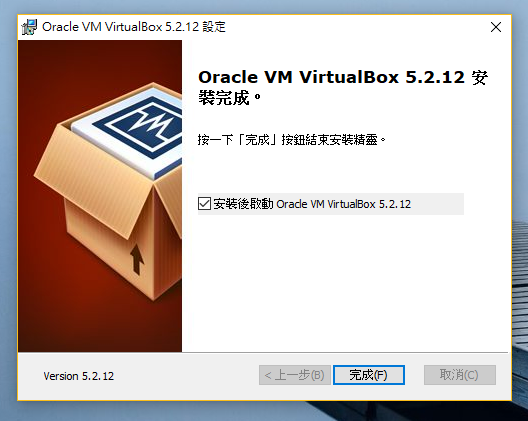 Oracle VM VirtualBox 5.2.12 設定
Oracle VM VirtualBox 5.2.12 安
裝完成。
按一下「完成」按鈕結束安裝精靈。
安裝後啟動 Oracle VM VirtualBox 5.2.12
Version 5.2.12
< 上一步(B)
完成(F)
取消(C)